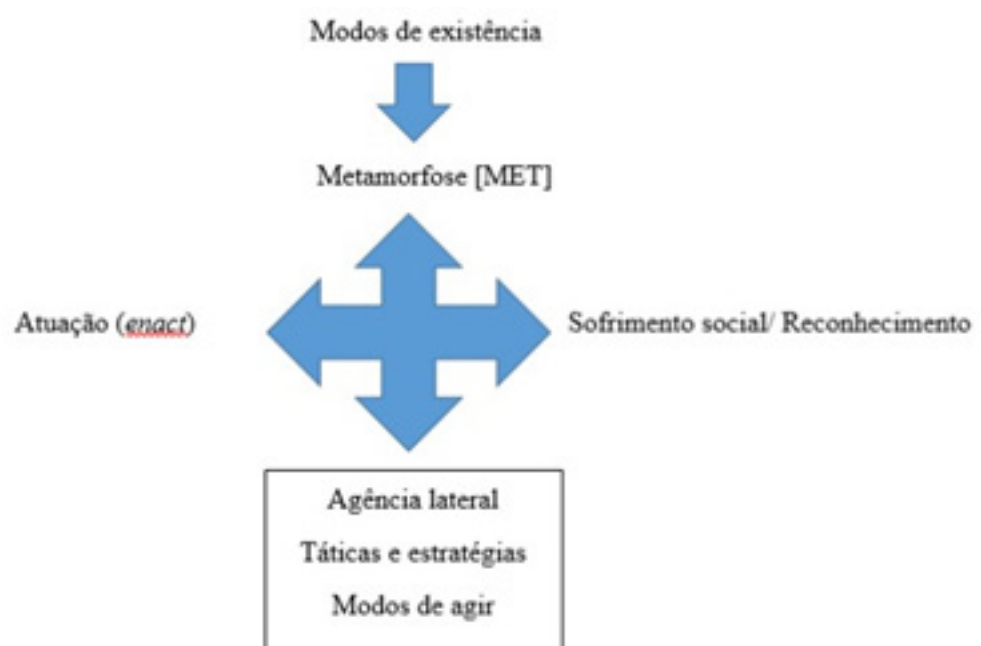 Modos de existência
Metamorfose [MET]
Atuação (enact)
Sofrimento social/ Reconhecimento
Agência lateral
Táticas e estratégias
Modos de agir